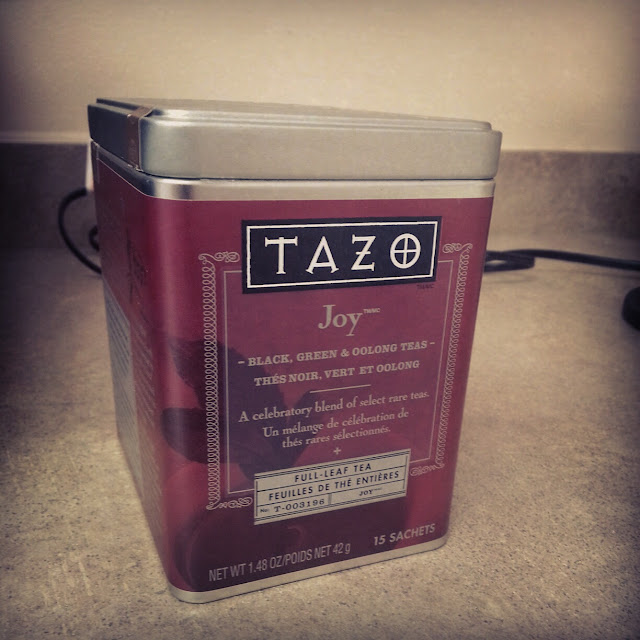 TAZO
TMMC
Joy TMMC
- BLACK, GREEN & OOLONG TEAS -
THÉS NOIR, VERT ET OOLONG
A celebratory blend of select rare teas.
Un mélange de célébration de
thés rares sélectionnés.
FULL-LEAF TEA
FEUILLES DE THÉ ENTIÈRES
No. T-003196 JOY
15 SACHETS
NET WT 1.48 OZ/POIDS NET 42 g